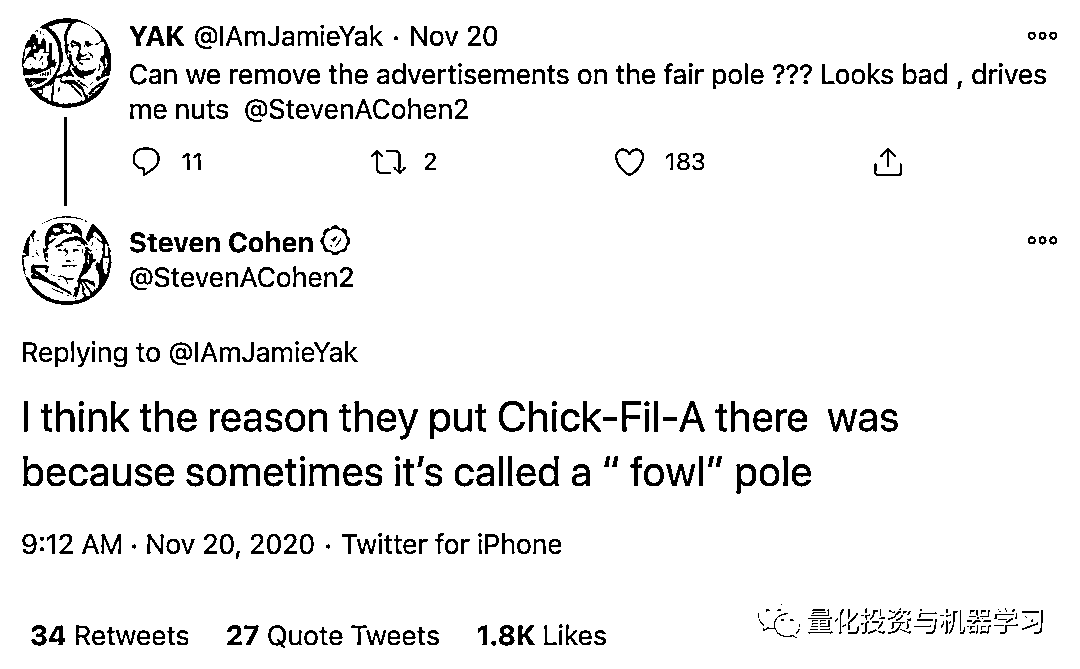 YAK @IAmJamieYak · Nov 20
Can we remove the advertisements on the fair pole ??? Looks bad , drives
me nuts @StevenACohen2
11 2 183
Steven Cohen
@StevenACohen2
Replying to @IAmJamieYak
I think the reason they put Chick-Fil-A there was
because sometimes it’s called a “ fowl” pole
9:12 AM · Nov 20, 2020 · Twitter for iPhone
34 Retweets 27 Quote Tweets 1.8K Likes
量化投资与机器学习